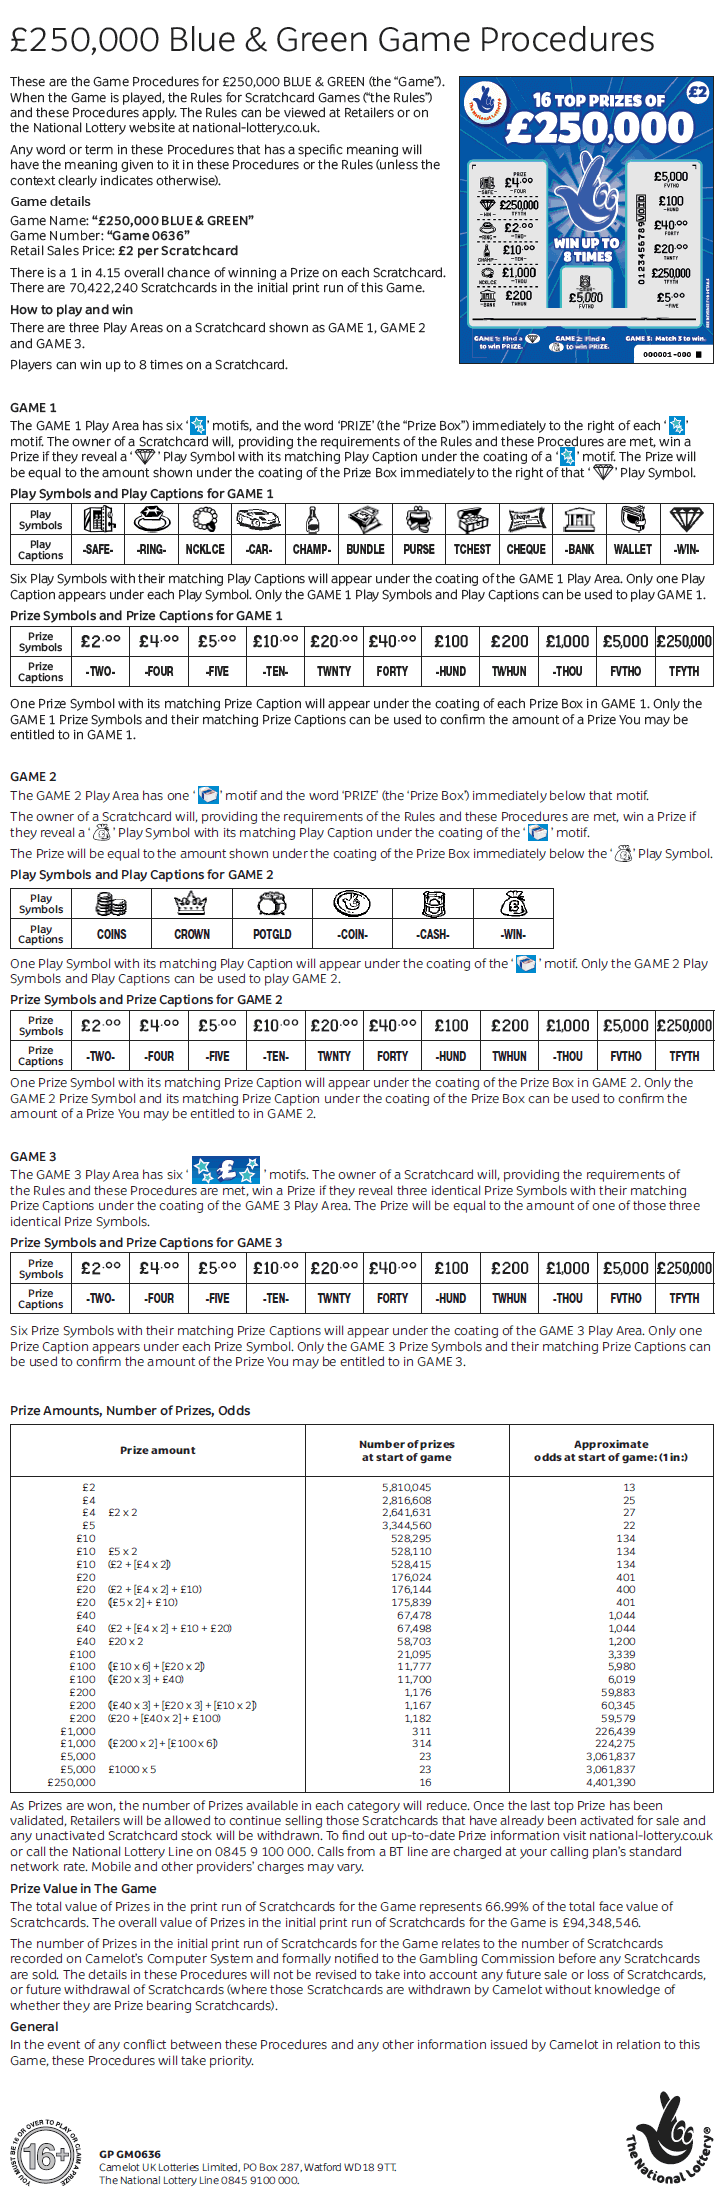 £250,000 Blue & Green Game Procedures
These are the Game Procedures for £250,000 BLUE & GREEN (the “Game”).
When the Game is played, the Rules for Scratchcard Games (“the Rules”)
and these Procedures apply. The Rules can be viewed at Retailers or on
the National Lottery website at national-lottery.co.uk.
Any word or term in these Procedures that has a specific meaning will
have the meaning given to it in these Procedures or the Rules (unless the
context clearly indicates otherwise).
Game details
Game Name: “£250,000 BLUE & GREEN”
Game Number: “Game 0636”
Retail Sales Price: £2 per Scratchcard
There is a 1 in 4.15 overall chance of winning a Prize on each Scratchcard.
There are 70,422,240 Scratchcards in the initial print run of this Game.
How to play and win
There are three Play Areas on a Scratchcard shown as GAME 1, GAME 2
and GAME 3.
Players can win up to 8 times on a Scratchcard.
£2
16 TOP PRIZES OF
£250,000
PRIZE
£4.00
-SAFE- -FOUR
£250,000
-WIN- TFYTH
£2.00
-RING- -TWO-
£10.00
CHAMP- -TEN-
£1,000
NCKLCE -THOU
£200
-BANK TWHUN
WIN UP TO
8 TIMES
-CASH-
£5,000
FVTHO
£5,000
FVTHO
£100
-HUND
£40.00
FORTY
£20.00
TWNTY
£250,000
TFYTH
£5.00
-FIVE
GAME 1: Find a
to win PRIZE.
GAME 2: Find a
to win PRIZE.
GAME 3: Match 3 to win.
000001-000
GAME 1
The GAME 1 Play Area has six ‘ ’ motifs, and the word ‘PRIZE’ (the “Prize Box”) immediately to the right of each ‘ ’
motif. The owner of a Scratchcard will, providing the requirements of the Rules and these Procedures are met, win a
Prize if they reveal a ‘ ’ Play Symbol with its matching Play Caption under the coating of a ‘ ’ motif. The Prize will
be equal to the amount shown under the coating of the Prize Box immediately to the right of that ‘ ’ Play Symbol.
Play Symbols and Play Captions for GAME 1
Play Symbols
Play Captions -SAFE- -RING- NCKLCE -CAR- CHAMP- BUNDLE PURSE TCHEST CHEQUE -BANK WALLET -WIN-
Six Play Symbols with their matching Play Captions will appear under the coating of the GAME 1 Play Area. Only one Play
Caption appears under each Play Symbol. Only the GAME 1 Play Symbols and Play Captions can be used to play GAME 1.
Prize Symbols and Prize Captions for GAME 1
Prize Symbols £2.00 £4.00 £5.00 £10.00 £20.00 £40.00 £100 £200 £1,000 £5,000 £250,000
Prize Captions -TWO- -FOUR -FIVE -TEN- TWNTY FORTY -HUND TWHUN -THOU FVTHO TFYTH
One Prize Symbol with its matching Prize Caption will appear under the coating of each Prize Box in GAME 1. Only the
GAME 1 Prize Symbols and their matching Prize Captions can be used to confirm the amount of a Prize You may be
entitled to in GAME 1.
GAME 2
The GAME 2 Play Area has one ‘ ’ motif and the word ‘PRIZE’ (the ‘Prize Box’) immediately below that motif.
The owner of a Scratchcard will, providing the requirements of the Rules and these Procedures are met, win a Prize if
they reveal a ‘ ’ Play Symbol with its matching Play Caption under the coating of the ‘ ’ motif.
The Prize will be equal to the amount shown under the coating of the Prize Box immediately below the ‘ ’ Play Symbol.
Play Symbols and Play Captions for GAME 2
Play Symbols
Play Captions COINS CROWN POTGLD -COIN- -CASH- -WIN-
One Play Symbol with its matching Play Caption will appear under the coating of the ‘ ’ motif. Only the GAME 2 Play
Symbols and Play Captions can be used to play GAME 2.
Prize Symbols and Prize Captions for GAME 2
Prize Symbols £2.00 £4.00 £5.00 £10.00 £20.00 £40.00 £100 £200 £1,000 £5,000 £250,000
Prize Captions -TWO- -FOUR -FIVE -TEN- TWNTY FORTY -HUND TWHUN -THOU FVTHO TFYTH
One Prize Symbol with its matching Prize Caption will appear under the coating of the Prize Box in GAME 2. Only the
GAME 2 Prize Symbol and its matching Prize Caption under the coating of the Prize Box can be used to confirm the
amount of a Prize You may be entitled to in GAME 2.
GAME 3
The GAME 3 Play Area has six ‘ £ ’ motifs. The owner of a Scratchcard will, providing the requirements of
the Rules and these Procedures are met, win a Prize if they reveal three identical Prize Symbols with their matching
Prize Captions under the coating of the GAME 3 Play Area. The Prize will be equal to the amount of one of those three
identical Prize Symbols.
Prize Symbols and Prize Captions for GAME 3
Prize Symbols £2.00 £4.00 £5.00 £10.00 £20.00 £40.00 £100 £200 £1,000 £5,000 £250,000
Prize Captions -TWO- -FOUR -FIVE -TEN- TWNTY FORTY -HUND TWHUN -THOU FVTHO TFYTH
Six Prize Symbols with their matching Prize Captions will appear under the coating of the GAME 3 Play Area. Only one
Prize Caption appears under each Prize Symbol. Only the GAME 3 Prize Symbols and their matching Prize Captions can
be used to confirm the amount of the Prize You may be entitled to in GAME 3.
Prize Amounts, Number of Prizes, Odds
Prize amount Number of prizes at start of game Approximate odds at start of game: (1 in:)
£2 5,810,045 13
£4 2,816,608 25
£4 £2 x 2 2,641,631 27
£5 3,344,560 22
£10 528,295 134
£10 £5 x 2 528,110 134
£10 (£2 + [£4 x 2]) 528,415 134
£20 176,024 401
£20 (£2 + [£4 x 2] + £10) 176,144 400
£20 ([£5 x 2] + £10) 175,839 401
£40 67,478 1,044
£40 (£2 + [£4 x 2] + £10 + £20) 67,498 1,044
£40 £20 x 2 58,703 1,200
£100 21,095 3,339
£100 ([£10 x 6] + [£20 x 2]) 11,777 5,980
£100 ([£20 x 3] + £40) 11,700 6,019
£200 1,176 59,883
£200 ([£40 x 3] + [£20 x 3] + [£10 x 2]) 1,167 60,345
£200 (£20 + [£40 x 2] + £100) 1,182 59,579
£1,000 311 226,439
£1,000 ([£200 x 2] + [£100 x 6]) 314 224,275
£5,000 23 3,061,837
£5,000 £1000 x 5 23 3,061,837
£250,000 16 4,401,390
As Prizes are won, the number of Prizes available in each category will reduce. Once the last top Prize has been
validated, Retailers will be allowed to continue selling those Scratchcards that have already been activated for sale and
any unactivated Scratchcard stock will be withdrawn. To find out up-to-date Prize information visit national-lottery.co.uk
or call the National Lottery Line on 0845 9 100 000. Calls from a BT line are charged at your calling plan’s standard
network rate. Mobile and other providers’ charges may vary.
Prize Value in The Game
The total value of Prizes in the print run of Scratchcards for the Game represents 66.99% of the total face value of
Scratchcards. The overall value of Prizes in the initial print run of Scratchcards for the Game is £94,348,546.
The number of Prizes in the initial print run of Scratchcards for the Game relates to the number of Scratchcards
recorded on Camelot’s Computer System and formally notified to the Gambling Commission before any Scratchcards
are sold. The details in these Procedures will not be revised to take into account any future sale or loss of Scratchcards,
or future withdrawal of Scratchcards (where those Scratchcards are withdrawn by Camelot without knowledge of
whether they are Prize bearing Scratchcards).
General
In the event of any conflict between these Procedures and any other information issued by Camelot in relation to this
Game, these Procedures will take priority.
YOU MUST BE 16 OR OVER TO PLAY OR CLAIM A PRIZE
16+
GP GM0636
Camelot UK Lotteries Limited, PO Box 287, Watford WD18 9TT.
The National Lottery Line 0845 9100 000.
The National Lottery®